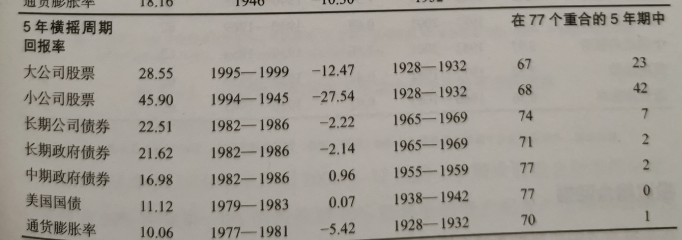 通货膨胀率 18.16 1946 -10.30 1932
5年横摇周期 在77个重合的5年期中
回报率
大公司股票 28.55 1995—1999 -12.47 1928—1932 67 23
小公司股票 45.90 1994—1945 -27.54 1928—1932 68 42
长期公司债券 22.51 1982—1986 -2.22 1965—1969 74 7
长期政府债券 21.62 1982—1986 -2.14 1965—1969 71 2
中期政府债券 16.98 1982—1986 0.96 1955—1959 77 2
美国国债 11.12 1979—1983 0.07 1938—1942 77 0
通货膨胀率 10.06 1977—1981 -5.42 1928—1932 70 1